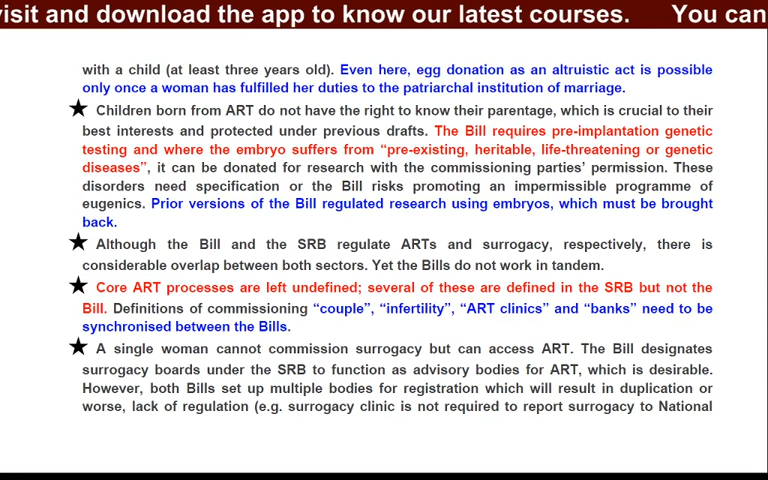 visit and download the app to know our latest courses. You can
with a child (at least three years old). Even here, egg donation as an altruistic act is possible
only once a woman has fulfilled her duties to the patriarchal institution of marriage.
★ Children born from ART do not have the right to know their parentage, which is crucial to their
best interests and protected under previous drafts. The Bill requires pre-implantation genetic
testing and where the embryo suffers from “pre-existing, heritable, life-threatening or genetic
diseases”, it can be donated for research with the commissioning parties’ permission. These
disorders need specification or the Bill risks promoting an impermissible programme of
eugenics. Prior versions of the Bill regulated research using embryos, which must be brought
back.
★ Although the Bill and the SRB regulate ARTs and surrogacy, respectively, there is
considerable overlap between both sectors. Yet the Bills do not work in tandem.
★ Core ART processes are left undefined; several of these are defined in the SRB but not the
Bill. Definitions of commissioning “couple”, “infertility”, “ART clinics” and “banks” need to be
synchronised between the Bills.
★ A single woman cannot commission surrogacy but can access ART. The Bill designates
surrogacy boards under the SRB to function as advisory bodies for ART, which is desirable.
However, both Bills set up multiple bodies for registration which will result in duplication or
worse, lack of regulation (e.g. surrogacy clinic is not required to report surrogacy to National